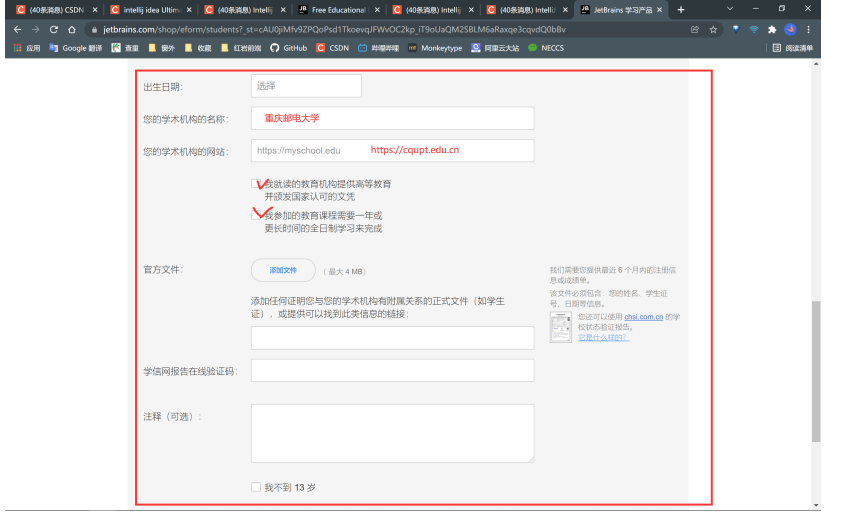 (40条消息) CSDN
intellij idea Ultim
(40条消息) Intellij
Free Educational
(40条消息) Intellij
(40条消息) Intellij
JetBrains 学习产品
jetbrains.com/shop/eform/students?
应用
Google 翻译
查重
窗外
收藏
红岩前端
GitHub
CSDN
哔哩哔哩
Monkeytype
阿里云大站
NECCS
阅读清单
出生日期:
选择
您的学术机构的名称:
重庆邮电大学
您的学术机构的网站:
https://myschool.edu
https://cqupt.edu.cn
我就读的教育机构提供高等教育
并颁发国家认可的文凭
我参加的教育课程需要一年或
更长时间的全日制学习来完成
官方文件:
添加文件
(最大 4 MB)
我们需要您提供最近 6 个月内的注册信
息或成绩单。
该文件必须包含：您的姓名、学生证
号、日期等信息。
您还可以使用 chsi.com.cn 的学
校状态验证报告。
它是什么样的？
添加任何证明您与您的学术机构有附属关系的正式文件（如学生
证），或提供可以找到此类信息的链接：
学信网报告在线验证码:
注释（可选）:
我不到 13 岁